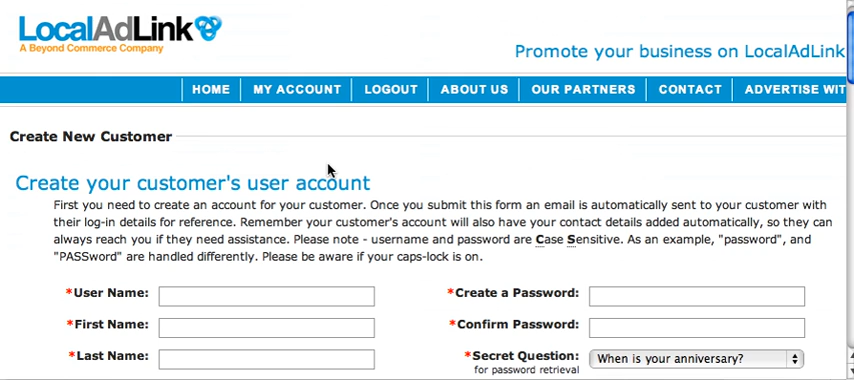 LocalAdLink
A Beyond Commerce Company
Promote your business on LocalAdLink
HOME MY ACCOUNT LOGOUT ABOUT US OUR PARTNERS CONTACT ADVERTISE WIT
Create New Customer
Create your customer's user account
First you need to create an account for your customer. Once you submit this form an email is automatically sent to your customer with
their log-in details for reference. Remember your customer's account will also have your contact details added automatically, so they can
always reach you if they need assistance. Please note - username and password are Case Sensitive. As an example, "password", and
"PASSword" are handled differently. Please be aware if your caps-lock is on.
*User Name: *Create a Password:
*First Name: *Confirm Password:
*Last Name: *Secret Question: When is your anniversary?
for password retrieval